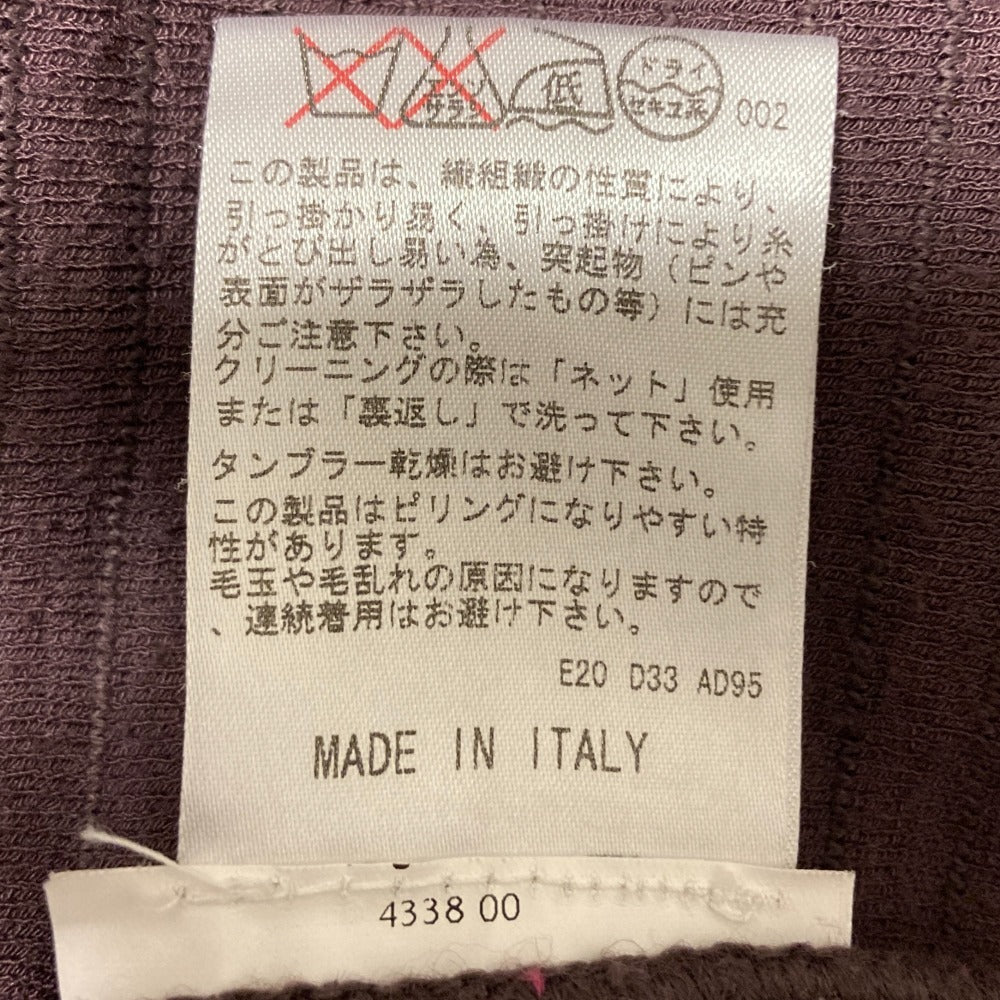 エンソ
サラシ
低
ドライ
セキユ系
002
この製品は、繊組織の性質により、
引っ掛かり易く、引っ掛けにより糸
がとび出し易い為、突起物（ピンや
表面がザラザラしたもの等）には充
分ご注意下さい。
クリーニングの際は「ネット」使用
または「裏返し」で洗って下さい。
タンブラー乾燥はお避け下さい。
この製品はピリングになりやすい特
性があります。
毛玉や毛乱れの原因になりますので
、連続着用はお避け下さい。
E20 D33 AD95
MADE IN ITALY
4338 00